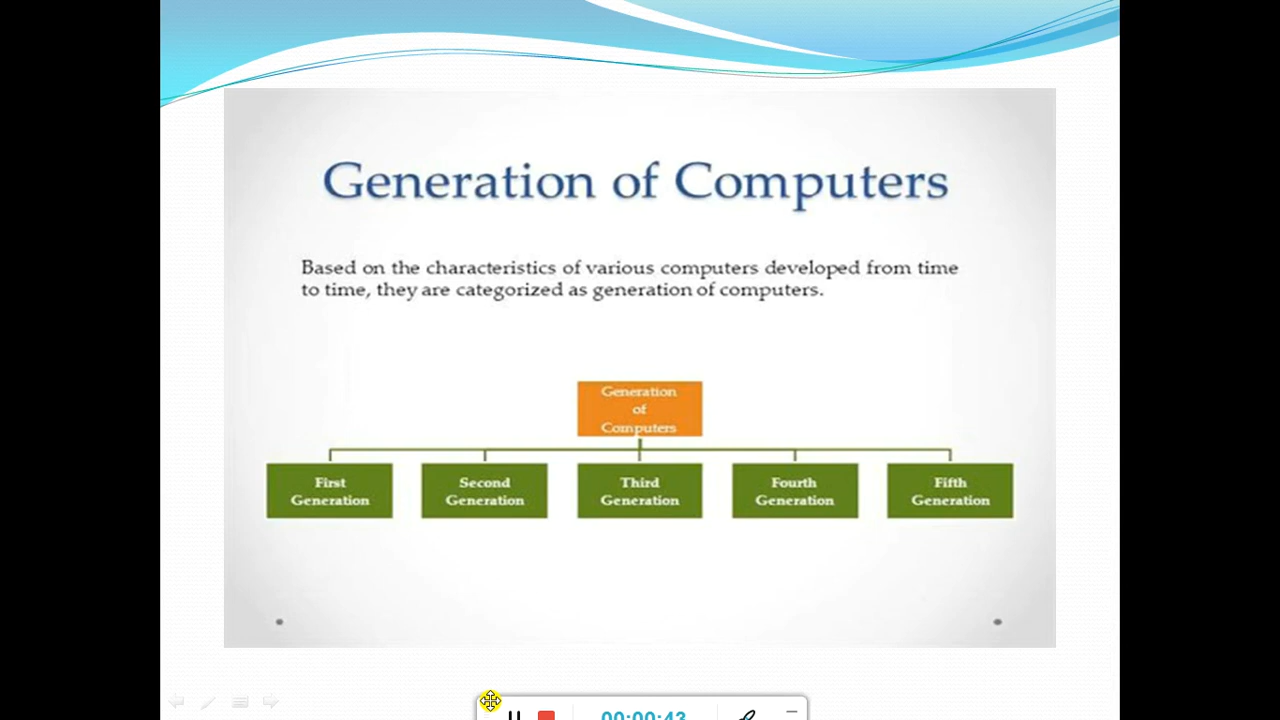 Generation of Computers
Based on the characteristics of various computers developed from time
to time, they are categorized as generation of computers.
Generation
of
Computers
First
Generation
Second
Generation
Third
Generation
Fourth
Generation
Fifth
Generation
00:00:43